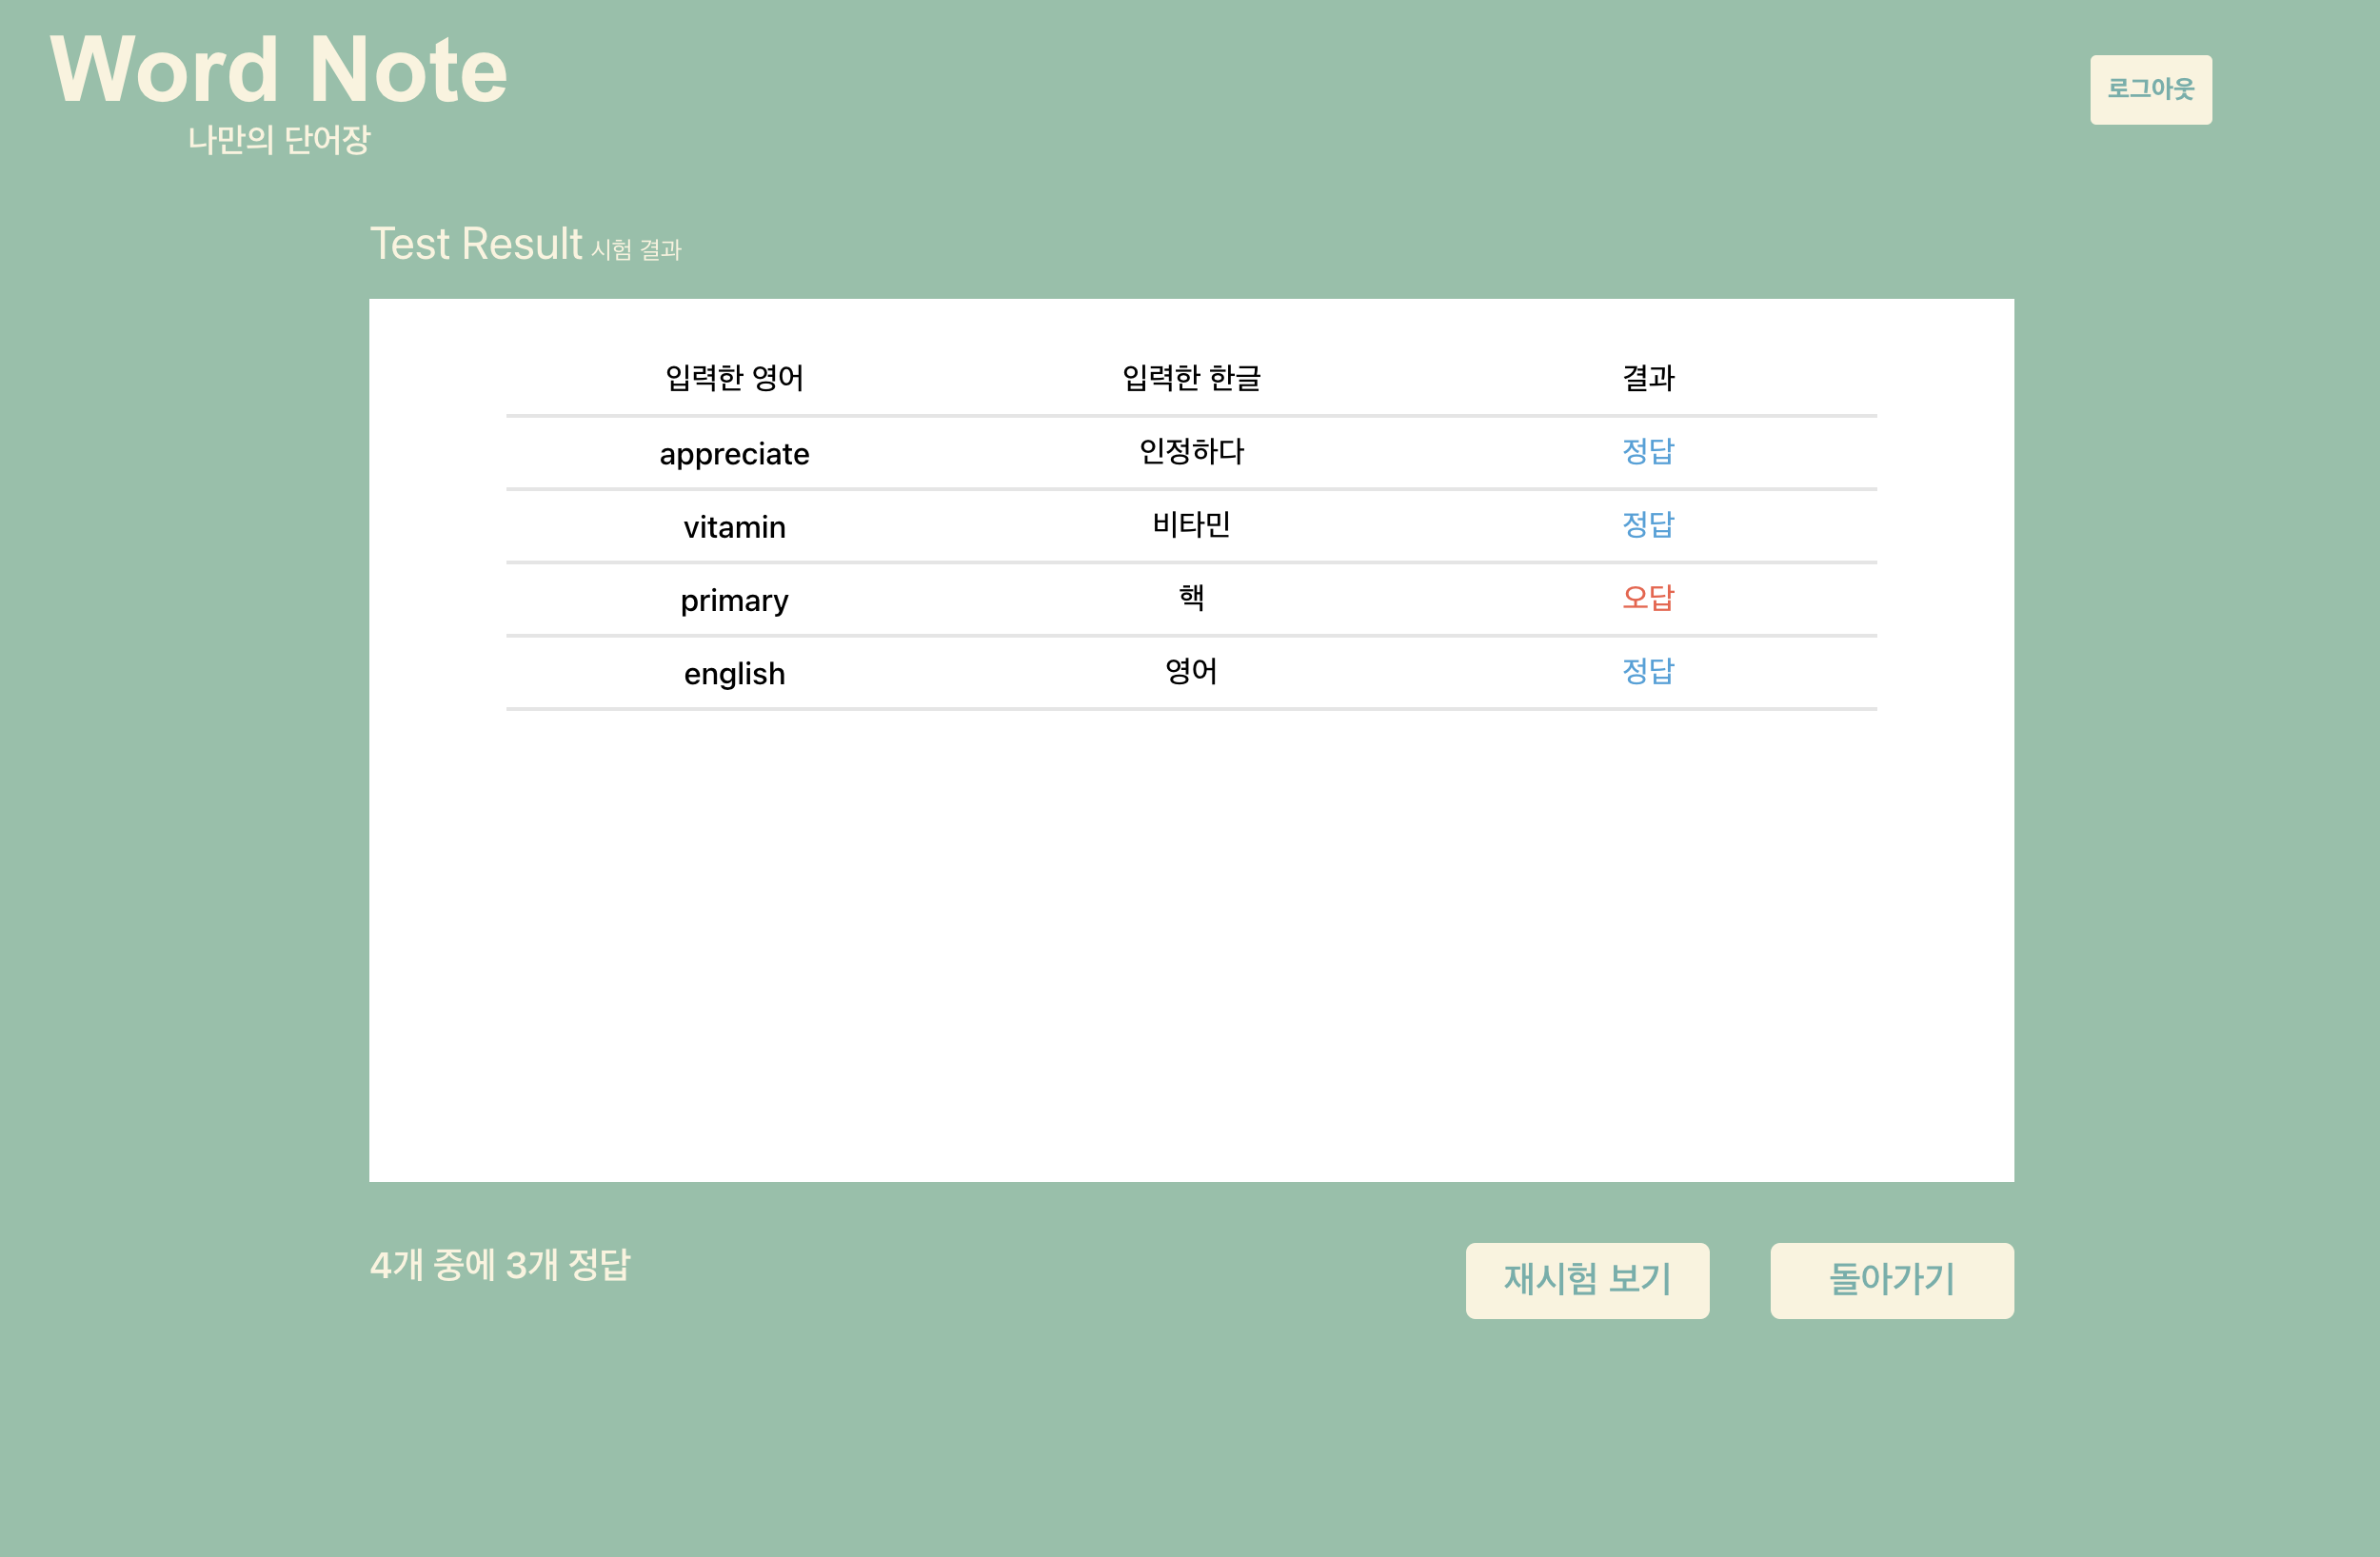 Word Note
로그아웃
나만의 단어장
Test Result 시험 결과
입력한 영어 입력한 한글 결과
appreciate 인정하다 정답
vitamin 비타민 정답
primary 핵 오답
english 영어 정답
4개 중에 3개 정답
재시험 보기 돌아가기